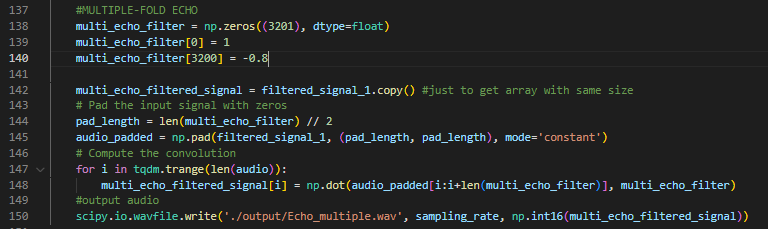 137 #MULTIPLE-FOLD ECHO
138 multi_echo_filter = np.zeros((3201), dtype=float)
139 multi_echo_filter[0] = 1
140 multi_echo_filter[3200] = -0.8
141
142 multi_echo_filtered_signal = filtered_signal_1.copy() #just to get array with same size
143 # Pad the input signal with zeros
144 pad_length = len(multi_echo_filter) // 2
145 audio_padded = np.pad(filtered_signal_1, (pad_length, pad_length), mode='constant')
146 # Compute the convolution
147 for i in tqdm.trange(len(audio)):
148 multi_echo_filtered_signal[i] = np.dot(audio_padded[i:i+len(multi_echo_filter)], multi_echo_filter)
149 #output audio
150 scipy.io.wavfile.write('./output/Echo_multiple.wav', sampling_rate, np.int16(multi_echo_filtered_signal))